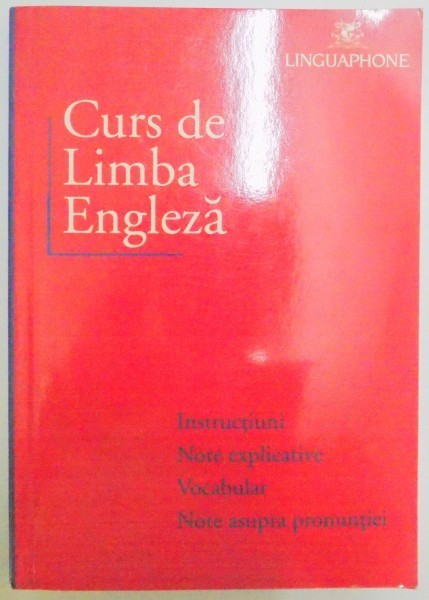 LINGUAPHONE
Curs de
Limba
Engleză
Instrucțiuni
Note explicative
Vocabular
Note asupra pronunției